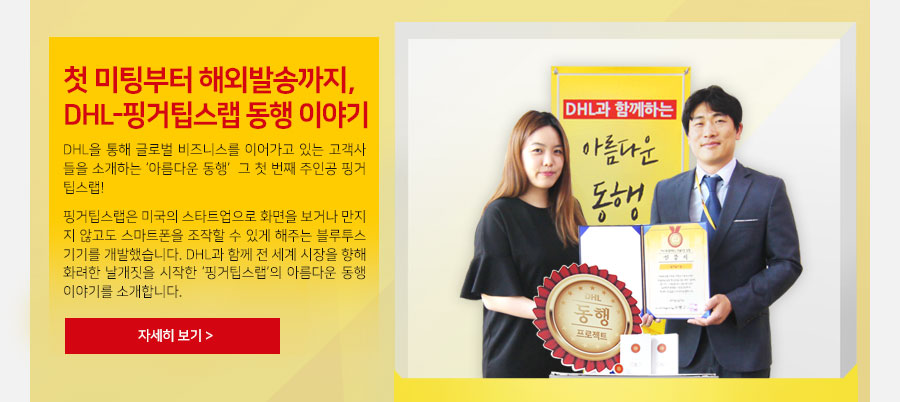 첫 미팅부터 해외발송까지,
DHL-핑거팁스랩 동행 이야기
DHL을 통해 글로벌 비즈니스를 이어가고 있는 고객사
들을 소개하는 '아름다운 동행' 그 첫 번째 주인공 핑거
팁스랩!
핑거팁스랩은 미국의 스타트업으로 화면을 보거나 만지
지 않고도 스마트폰을 조작할 수 있게 해주는 블루투스
기기를 개발했습니다. DHL과 함께 전 세계 시장을 향해
화려한 날개짓을 시작한 '핑거팁스랩'의 아름다운 동행
이야기를 소개합니다.
자세히 보기 >
DHL과 함께하는
아름다운
동행
DHL
동행
프로젝트